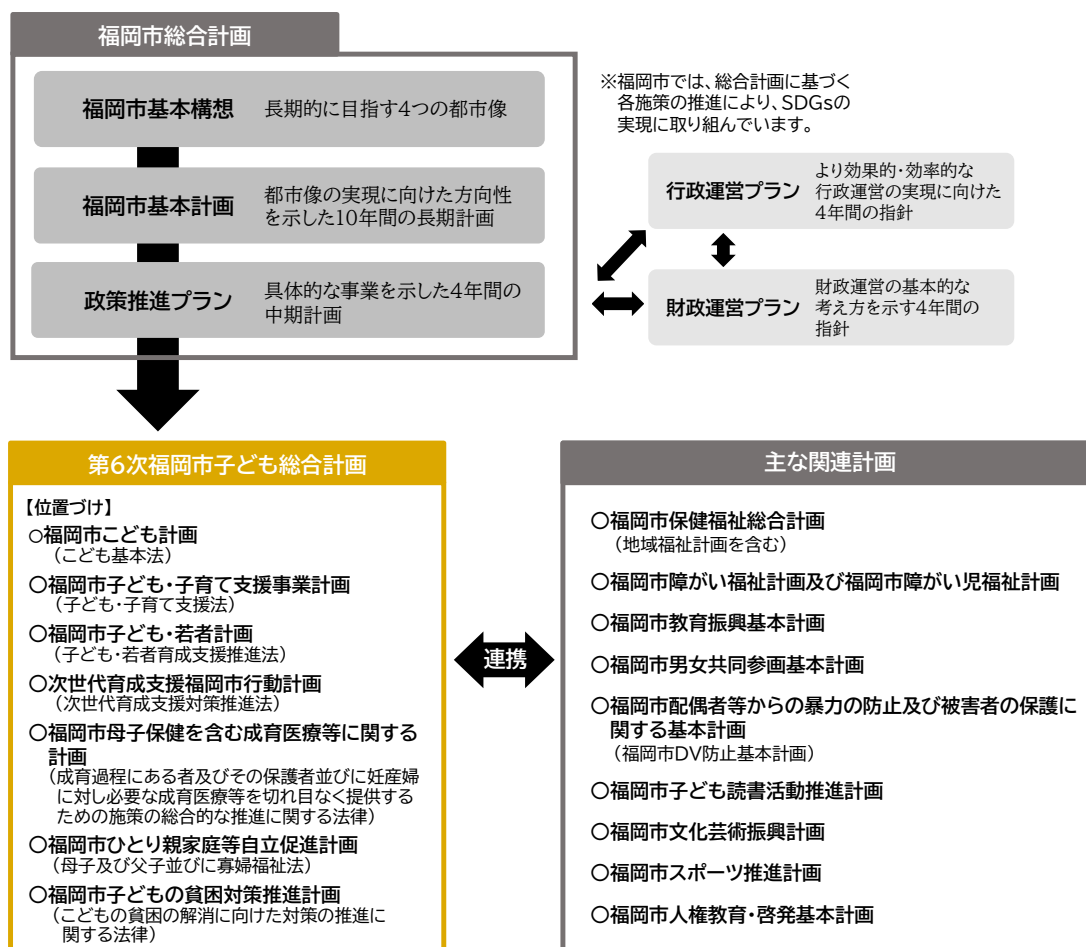 福岡市総合計画
福岡市基本構想
長期的に目指す4つの都市像
福岡市基本計画
都市像の実現に向けた方向性
を示した10年間の長期計画
政策推進プラン
具体的な事業を示した4年間の
中期計画
※福岡市では、総合計画に基づく
各施策の推進により、SDGsの
実現に取り組んでいます。
行政運営プラン
より効果的・効率的な
行政運営の実現に向けた
4年間の指針
財政運営プラン
財政運営の基本的な
考え方を示す4年間の
指針
第6次福岡市子ども総合計画
【位置づけ】
○福岡市こども計画
（こども基本法）
○福岡市子ども・子育て支援事業計画
（子ども・子育て支援法）
○福岡市子ども・若者計画
（子ども・若者育成支援推進法）
○次世代育成支援福岡市行動計画
（次世代育成支援対策推進法）
○福岡市母子保健を含む成育医療等に関する
計画
（成育過程にある者及びその保護者並びに妊産婦
に対し必要な成育医療等を切れ目なく提供する
ための施策の総合的な推進に関する法律）
○福岡市ひとり親家庭等自立促進計画
（母子及び父子並びに寡婦福祉法）
○福岡市子どもの貧困対策推進計画
（こどもの貧困の解消に向けた対策の推進に
関する法律）
連携
主な関連計画
○福岡市保健福祉総合計画
（地域福祉計画を含む）
○福岡市障がい福祉計画及び福岡市障がい児福祉計画
○福岡市教育振興基本計画
○福岡市男女共同参画基本計画
○福岡市配偶者等からの暴力の防止及び被害者の保護に
関する基本計画
（福岡市DV防止基本計画）
○福岡市子ども読書活動推進計画
○福岡市文化芸術振興計画
○福岡市スポーツ推進計画
○福岡市人権教育・啓発基本計画